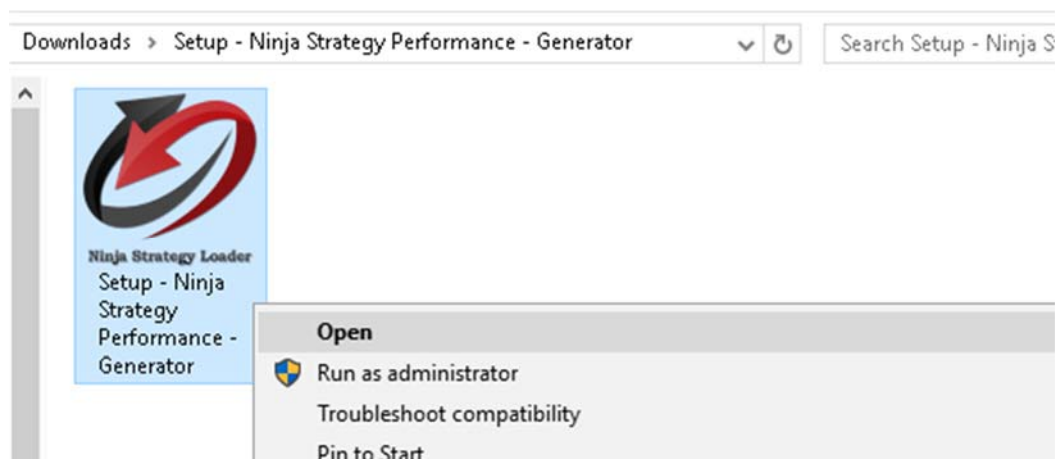 Downloads > Setup - Ninja Strategy Performance - Generator
Search Setup - Ninja S
Ninja Strategy Loader
Setup - Ninja
Strategy
Performance -
Generator
Open
Run as administrator
Troubleshoot compatibility
Pin to Start